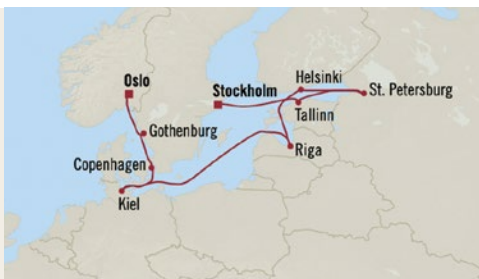 Helsinki
Oslo
Stockholm
St. Petersburg
Tallinn
Gothenburg
Riga
Copenhagen
Kiel